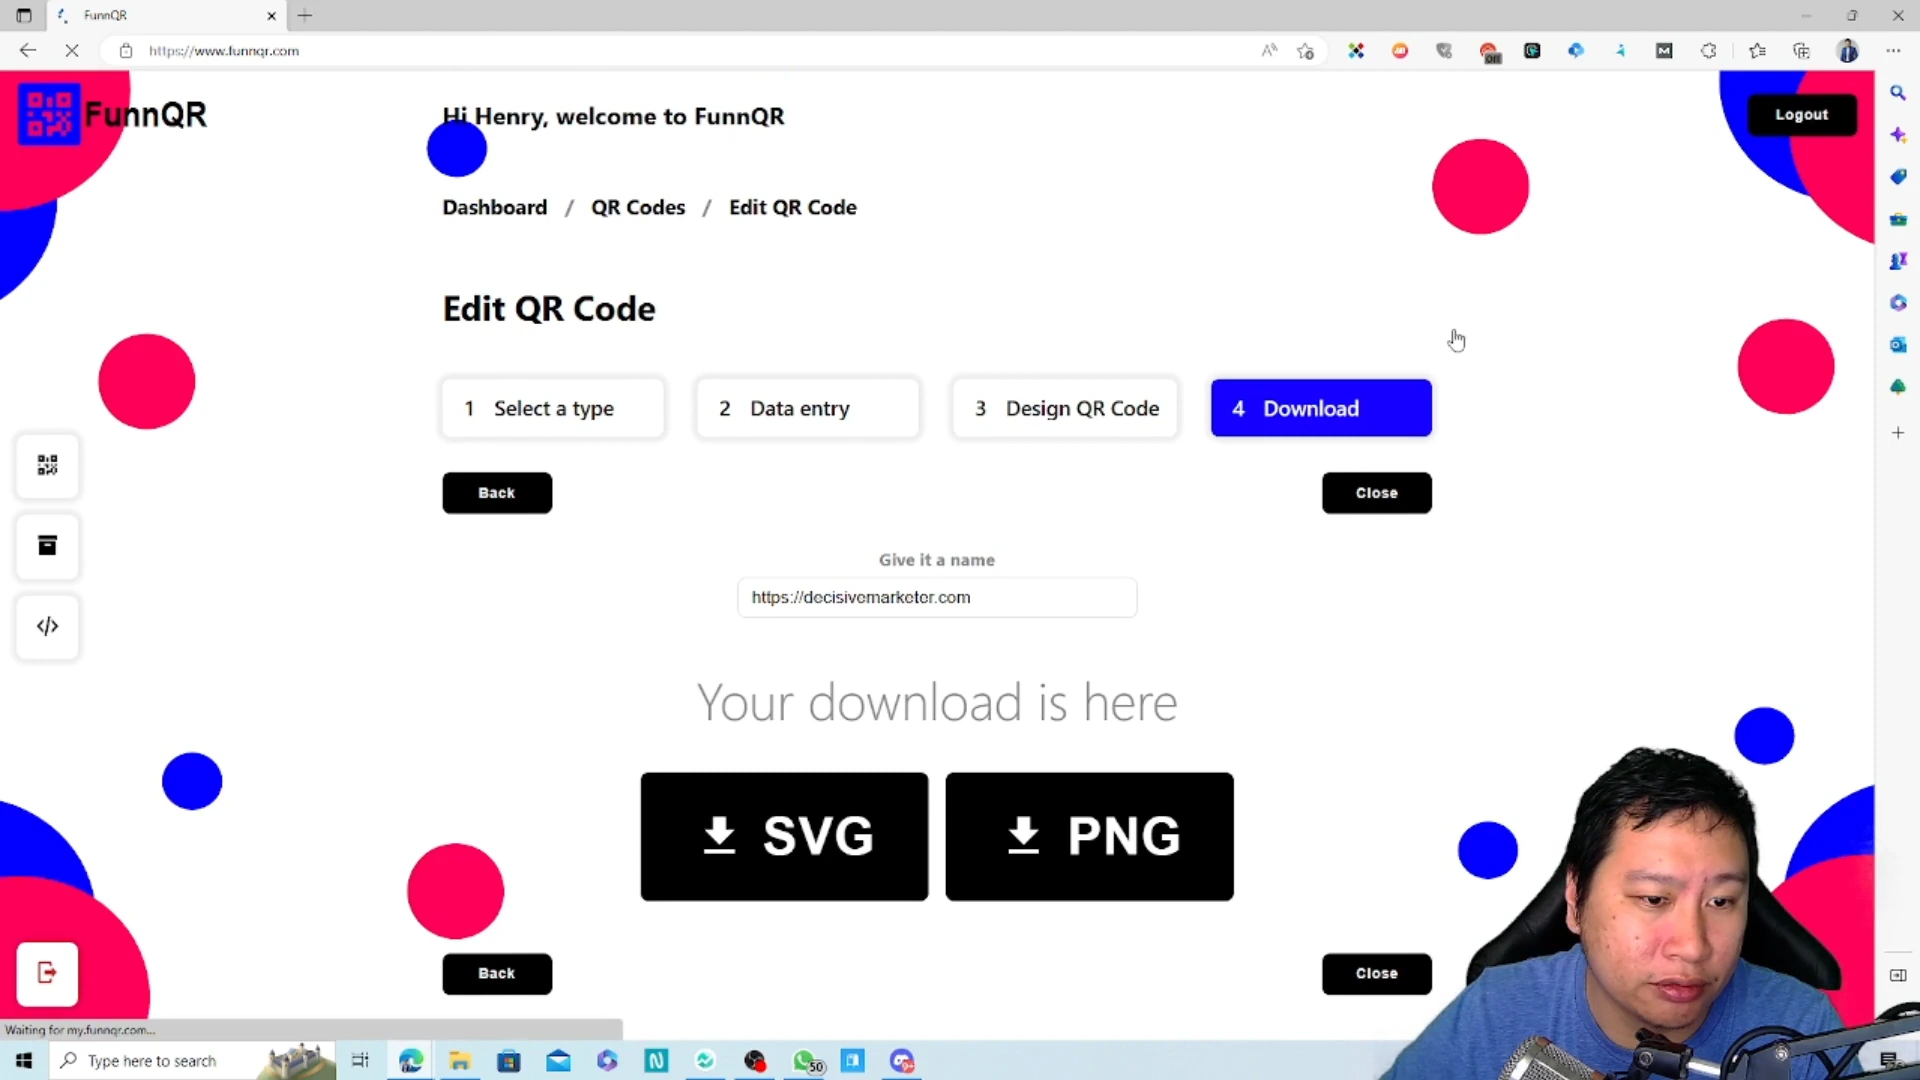 FunnQR
https://www.funnqr.com
FunnQR
Hi Henry, welcome to FunnQR
Logout
Dashboard / QR Codes / Edit QR Code
Edit QR Code
1 Select a type
2 Data entry
3 Design QR Code
4 Download
Back
Close
Give it a name
https://decisivemarketer.com
Your download is here
SVG
PNG
Back
Close
Waiting for my.funnqr.com...
Type here to search
50